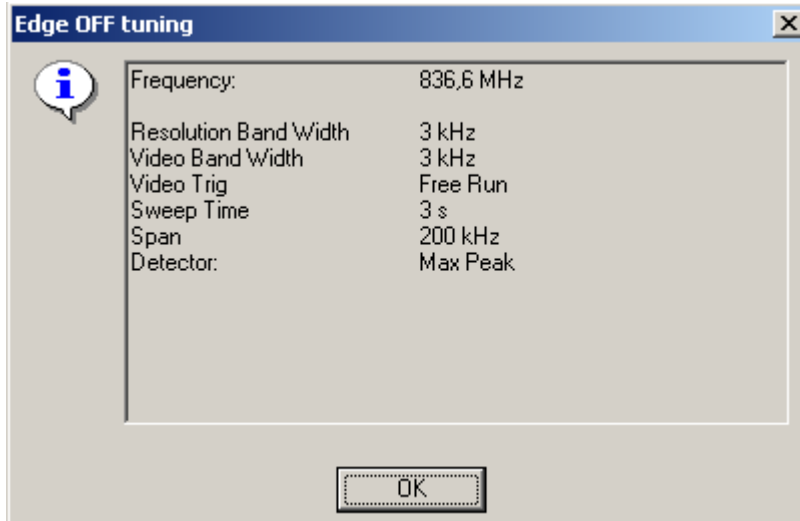 Edge OFF tuning
Frequency: 836,6 MHz
Resolution Band Width 3 kHz
Video Band Width 3 kHz
Video Trig Free Run
Sweep Time 3 s
Span 200 kHz
Detector: Max Peak
OK